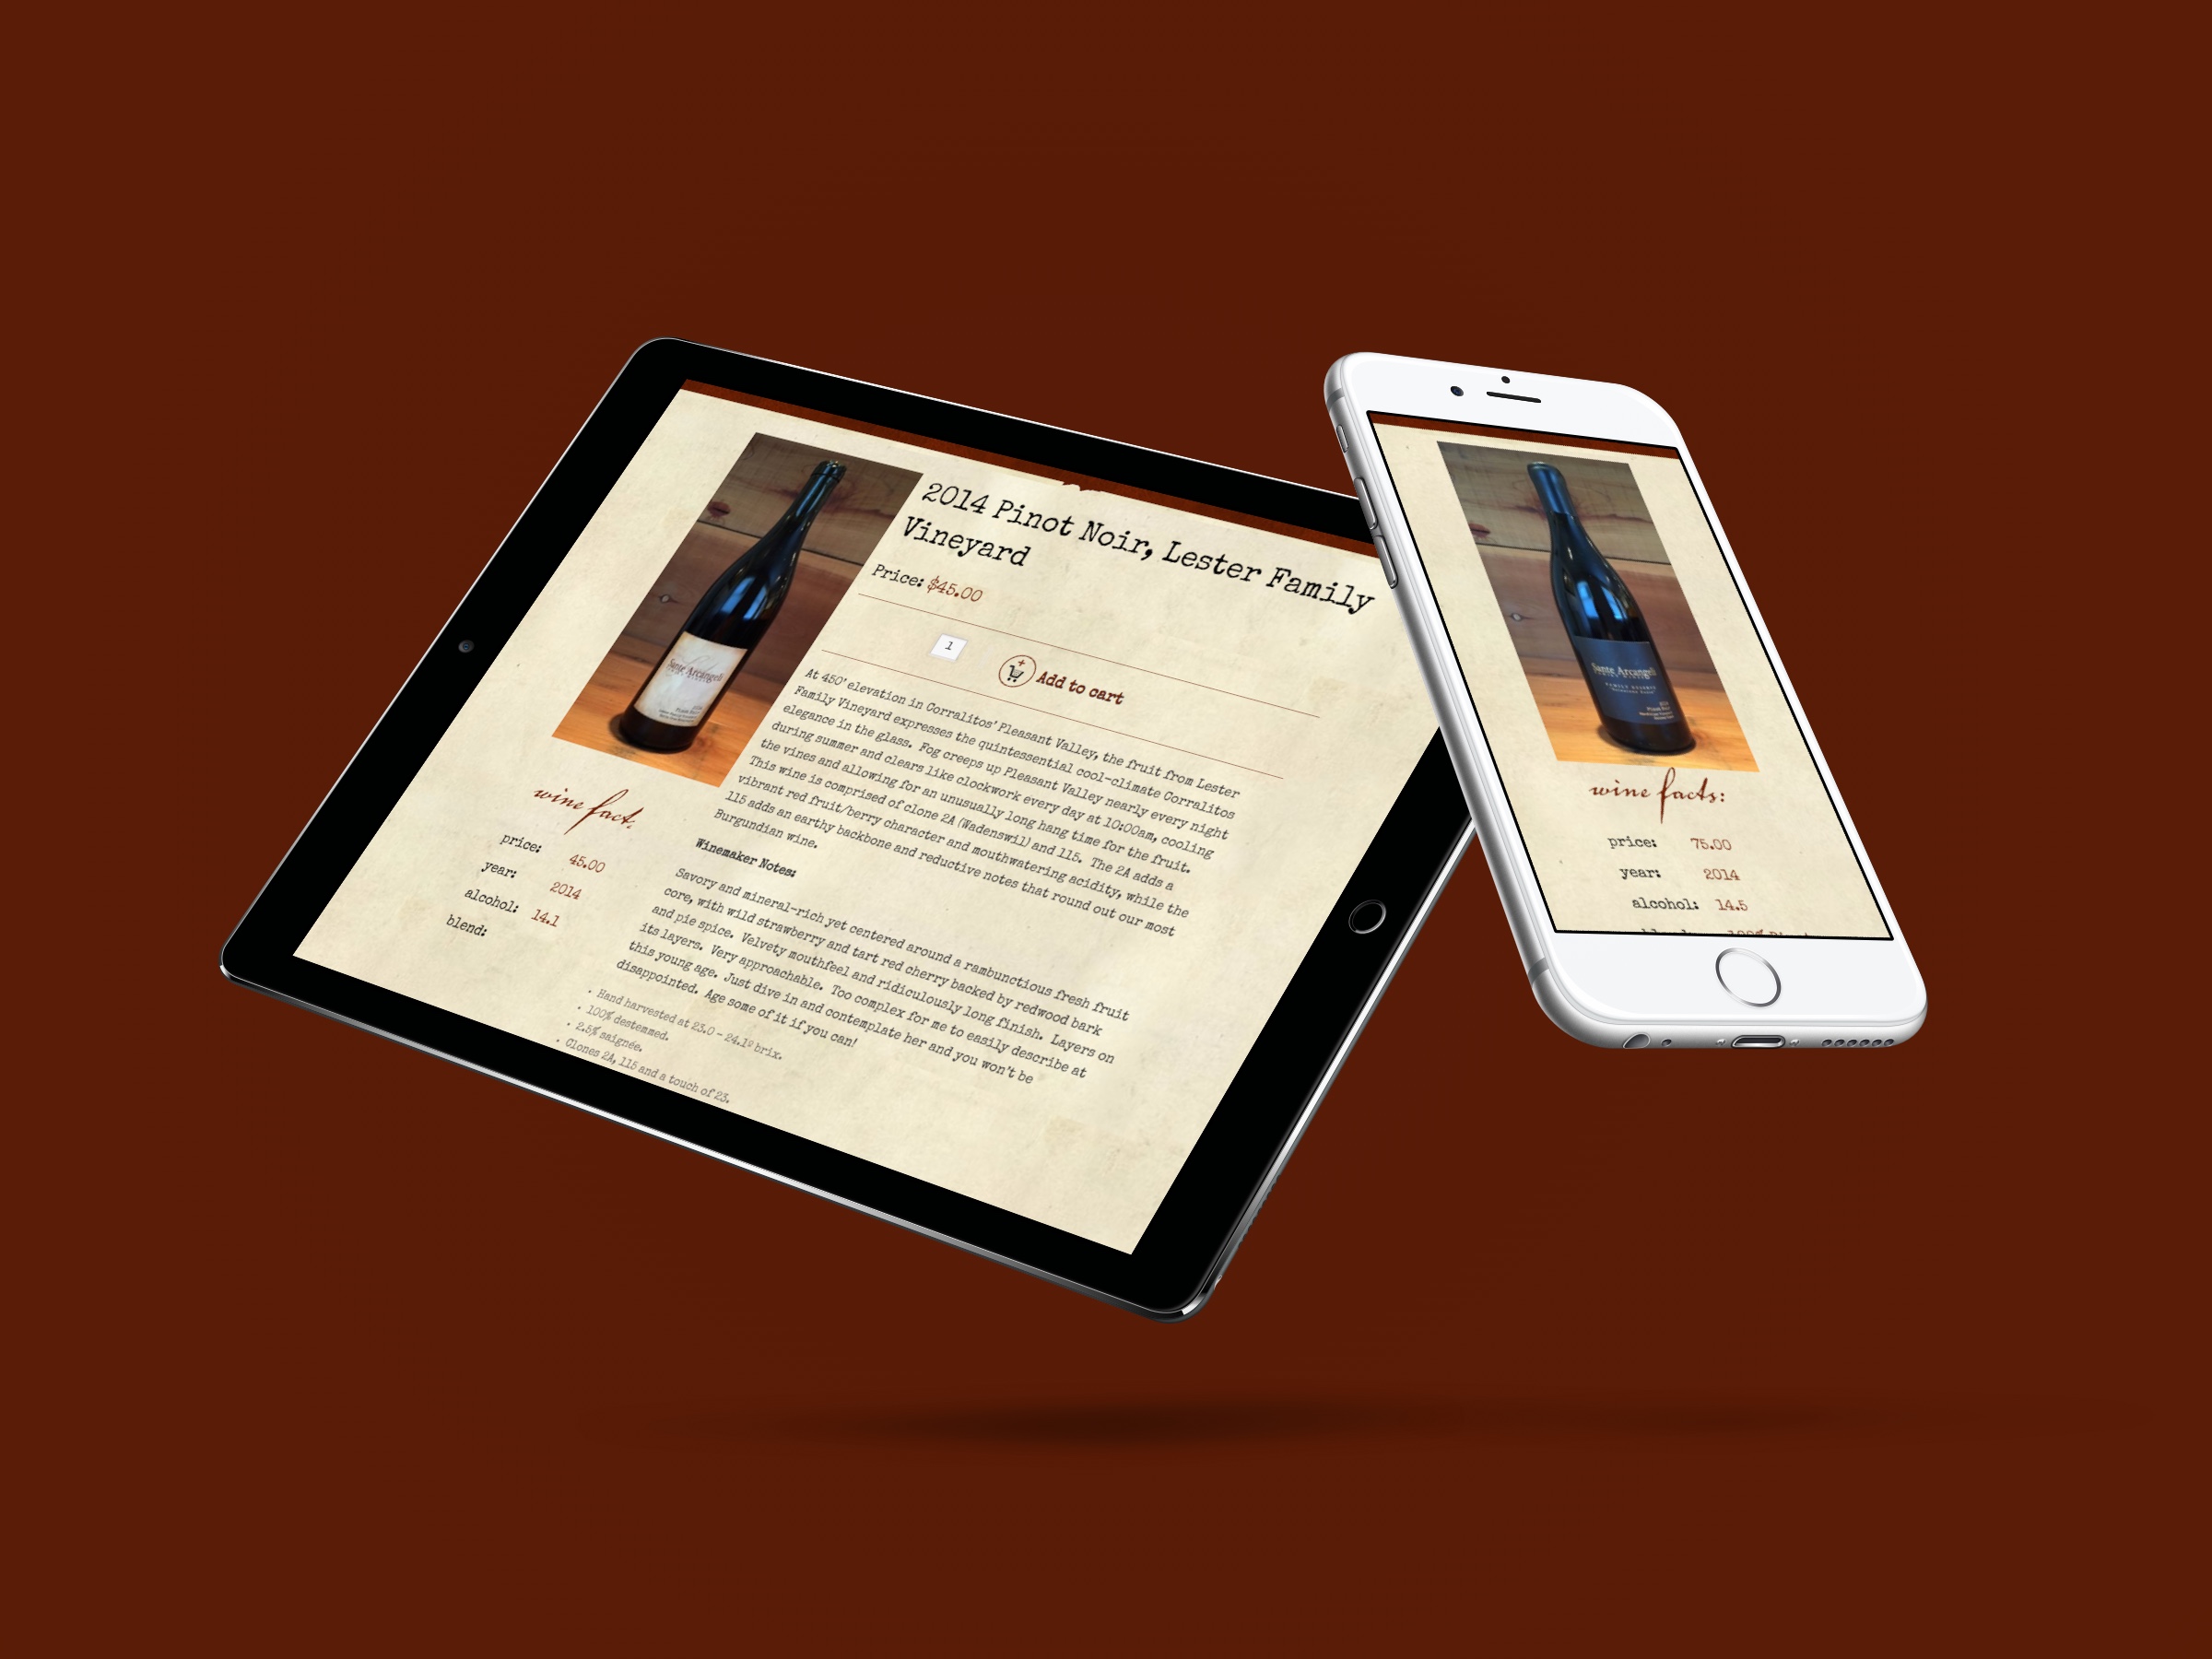 2014 Pinot Noir, Lester Family
Vineyard
Price: $45.00
1
Add to cart
At 450' elevation in Corralitos' Pleasant Valley, the fruit from Lester
Family Vineyard expresses the quintessential cool-climate Corralitos
elegance in the glass. Fog creeps up Pleasant Valley nearly every night
during summer and clears like clockwork every day at 10:00am, cooling
the vines and allowing for an unusually long hang time for the fruit.
This wine is comprised of clone 2A (Wadenswil) and 115. The 2A adds a
vibrant red fruit/berry character and mouthwatering acidity, while the
115 adds an earthy backbone and reductive notes that round out our most
Burgundian wine.
Winemaker Notes:
Savory and mineral-rich yet centered around a rambunctious fresh fruit
core, with wild strawberry and tart red cherry backed by redwood bark
and pie spice. Velvety mouthfeel and ridiculously long finish. Layers on
its layers. Very approachable. Too complex for me to easily describe at
this young age. Just dive in and contemplate her and you won't be
disappointed. Age some of it if you can!
• Hand harvested at 23.0 - 24.1º brix.
• 100% destemmed.
• 2.5% saignée.
• Clones 2A, 115 and a touch of 23.
Sante Arcangeli
wine fact.
price: 45.00
year: 2014
alcohol: 14.1
blend:
Sante Arcangeli
FAMILY RESERVE
wine facts:
price: 75.00
year: 2014
alcohol: 14.5